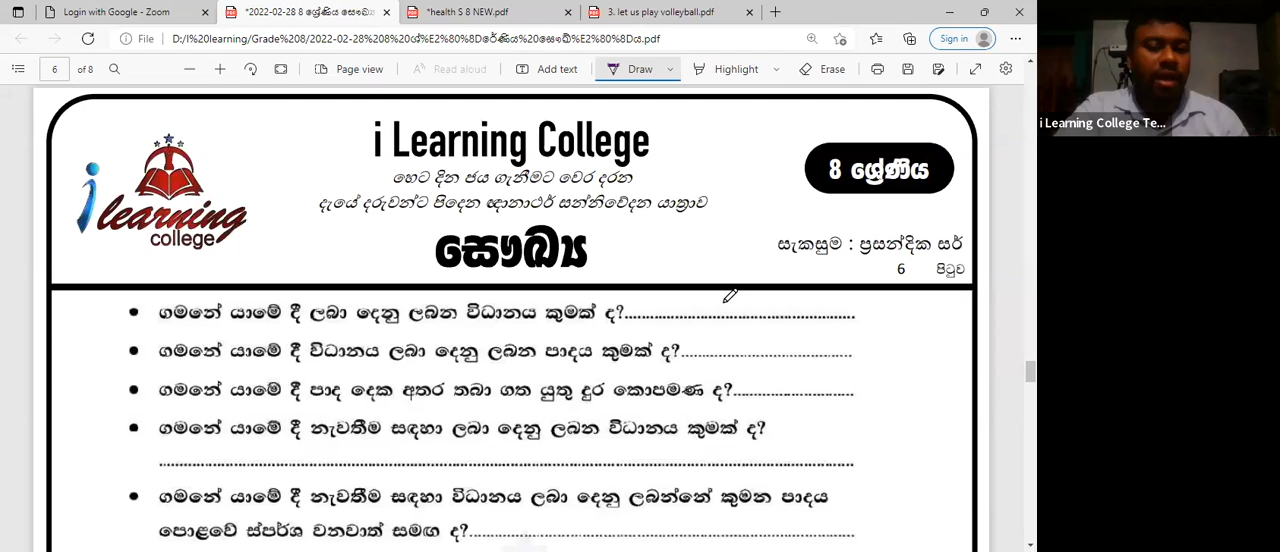 Login with Google - Zoom
*2022-02-28 8 ශ්‍රේණිය සෞඛ්‍ය
*health S 8 NEW.pdf
3. let us play volleyball.pdf
File
D:/I%20learning/Grade%208/2022-02-28%208%20ශ්%E2%80%8Dරේණිය%20සෞඛ්%E2%80%8Dය.pdf
Sign in
6 of 8
Page view
Read aloud
Add text
Draw
Highlight
Erase
i Learning College Te...
i Learning College
8 ශ්‍රේණිය
හෙට දින ජය ගැනීමට වෙර දරන
දැයේ දරුවන්ට පිදෙන ඥානාර්ථ සන්නිවේදන යාත්‍රාව
i learning
college
සෞඛ්‍ය
සැකසුම : ප්‍රසන්දික සර්
6 පිටුව
• ගමනේ යාමේ දී ලබා දෙනු ලබන විධානය කුමක් ද?....................
• ගමනේ යාමේ දී විධානය ලබා දෙනු ලබන පාදය කුමක් ද?....................
• ගමනේ යාමේ දී පාද දෙක අතර තබා ගත යුතු දුර කොපමණ ද?....................
• ගමනේ යාමේ දී නැවතීම සඳහා ලබා දෙනු ලබන විධානය කුමක් ද?
....................
• ගමනේ යාමේ දී නැවතීම සඳහා විධානය ලබා දෙනු ලබන්නේ කුමන පාදය
පොළවේ ස්පර්ශ වනවාත් සමඟ ද?....................